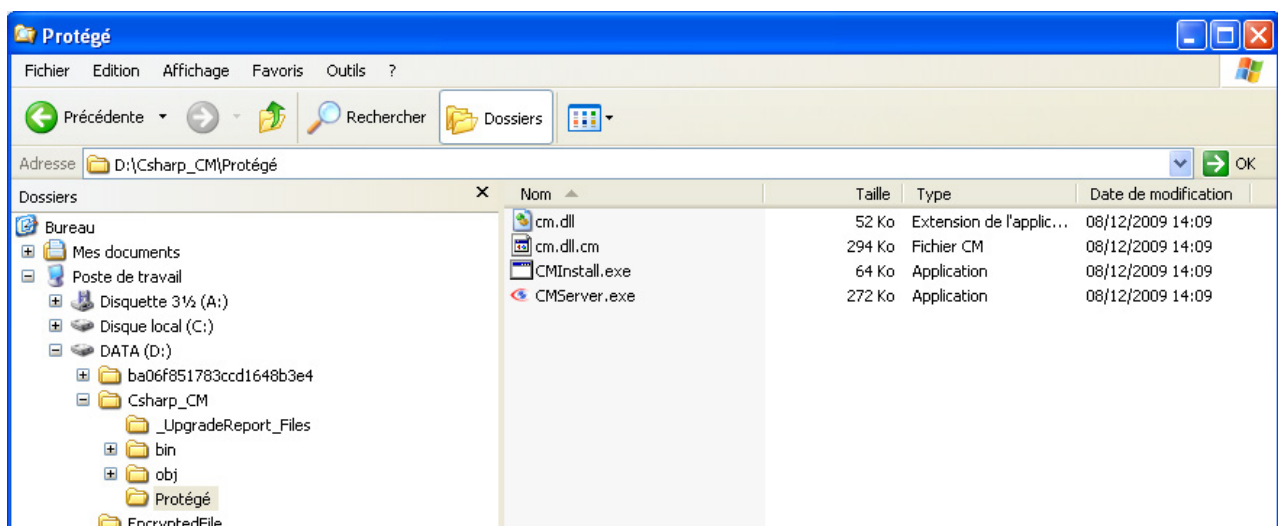 Protégé
Fichier Edition Affichage Favoris Outils ?
Précédente Rechercher Dossiers
Adresse D:\Csharp_CM\Protégé OK
Dossiers X Nom Taille Type Date de modification
Bureau
Mes documents
Poste de travail
Disquette 3½ (A:)
Disque local (C:)
DATA (D:)
ba06f851783ccd1648b3e4
Csharp_CM
_UpgradeReport_Files
bin
obj
Protégé
EncryptedFile
cm.dll 52 Ko Extension de l'applic... 08/12/2009 14:09
cm.dll.cm 294 Ko Fichier CM 08/12/2009 14:09
CMInstall.exe 64 Ko Application 08/12/2009 14:09
CMServer.exe 272 Ko Application 08/12/2009 14:09